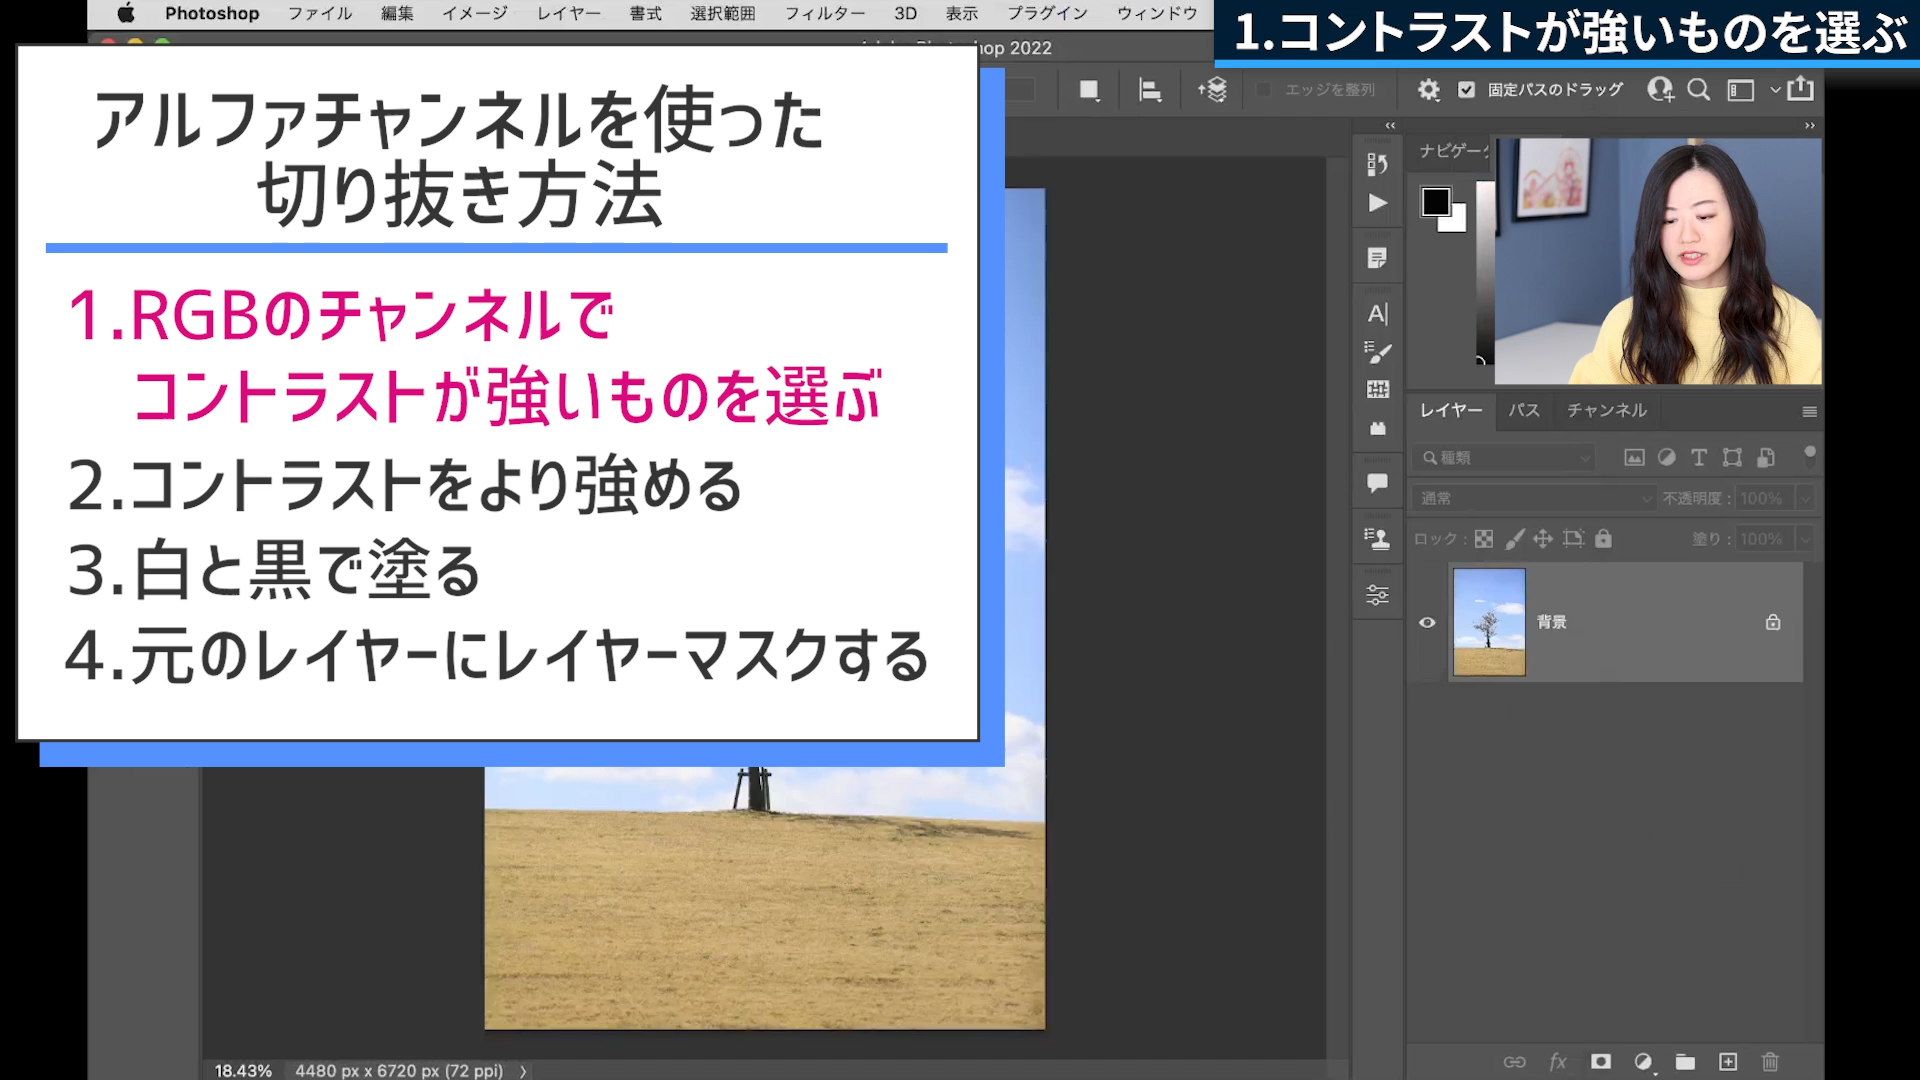 Photoshop ファイル 編集 イメージ レイヤー 書式 選択範囲 フィルター 3D 表示 プラグイン ウィンドウ
1.コントラストが強いものを選ぶ
op 2022
エッジを整列 固定パスのドラッグ
アルファチャンネルを使った
切り抜き方法
1.RGBのチャンネルで
コントラストが強いものを選ぶ
2.コントラストをより強める
3.白と黒で塗る
4.元のレイヤーにレイヤーマスクする
ナビゲー
レイヤー パス チャンネル
種類
通常 不透明度 : 100%
ロック : 塗り : 100%
背景
fx
18.43% 4480 px x 6720 px (72 ppi)